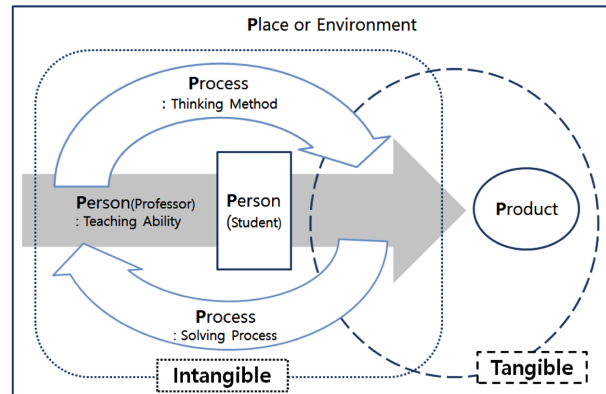 Place or Environment
Process
: Thinking Method
Person(Professor)
: Teaching Ability
Person
(Student)
Product
Process
: Solving Process
Intangible
Tangible